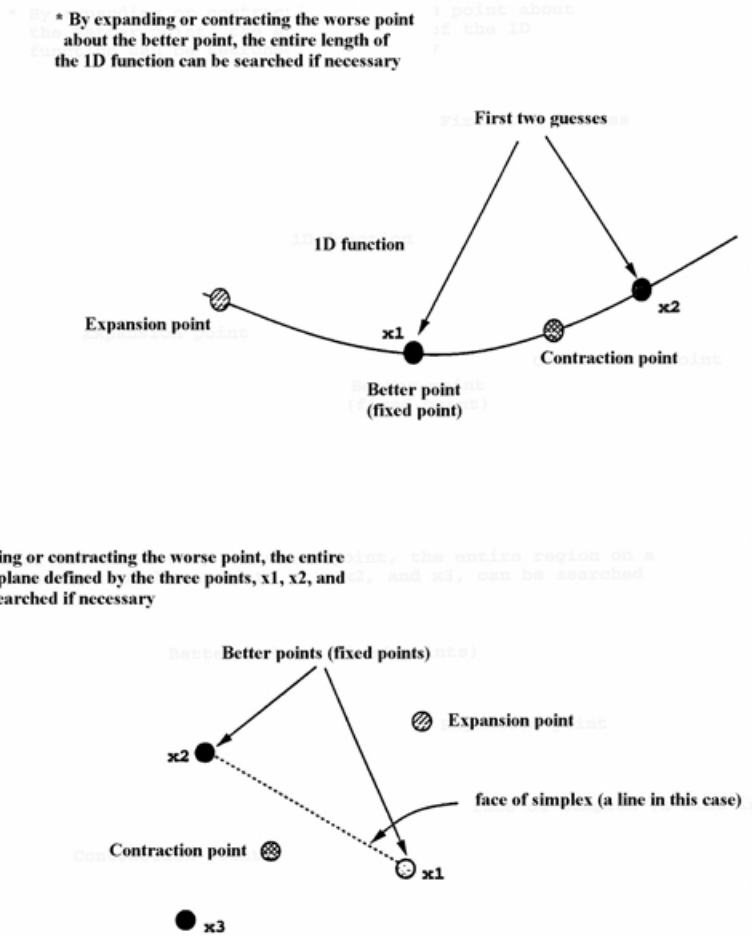 * By expanding or contracting the worse point
about the better point, the entire length of
the 1D function can be searched if necessary
First two guesses
1D function
x2
Expansion point
x1
Contraction point
Better point
(fixed point)
ing or contracting the worse point, the entire
plane defined by the three points, x1, x2, and
earched if necessary
Better points (fixed points)
Expansion point
x2
face of simplex (a line in this case)
Contraction point
x1
x3